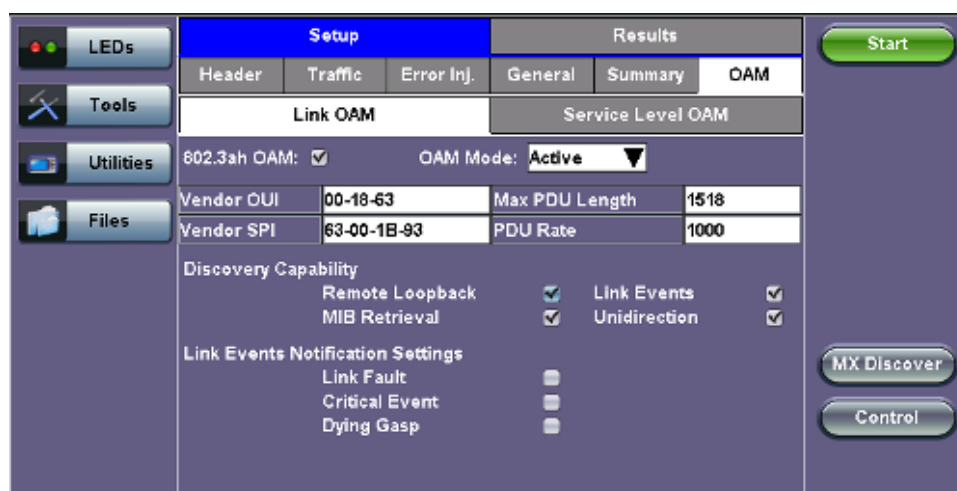 LEDs
Tools
Utilities
Files
Setup Results
Header Traffic Error Inj. General Summary OAM
Link OAM Service Level OAM
802.3ah OAM: OAM Mode: Active
Vendor OUI 00-18-63 Max PDU Length 1518
Vendor SPI 63-00-1B-93 PDU Rate 1000
Discovery Capability
Remote Loopback Link Events
MIB Retrieval Unidirection
Link Events Notification Settings
Link Fault
Critical Event
Dying Gasp
Start
MX Discover
Control